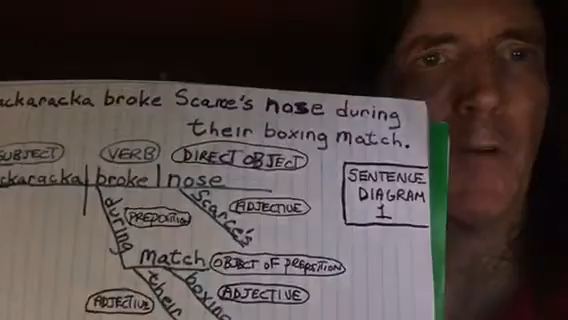 ackaracka broke Scarce's nose during
their boxing match.
SUBJECT VERB DIRECT OBJECT
ckaracka broke nose
SENTENCE
DIAGRAM
1
Scarce's ADJECTIVE
during PREPOSITION
match OBJECT OF PREPOSITION
ADJECTIVE their boxing ADJECTIVE